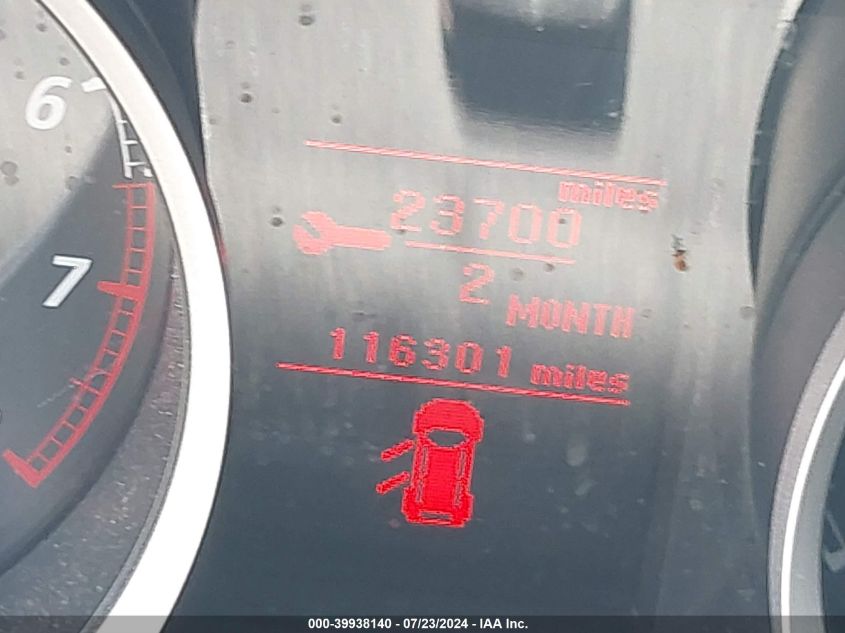 6
7
miles
23700
2 MONTH
116301 miles
000-39938140 - 07/23/2024 - IAA Inc.